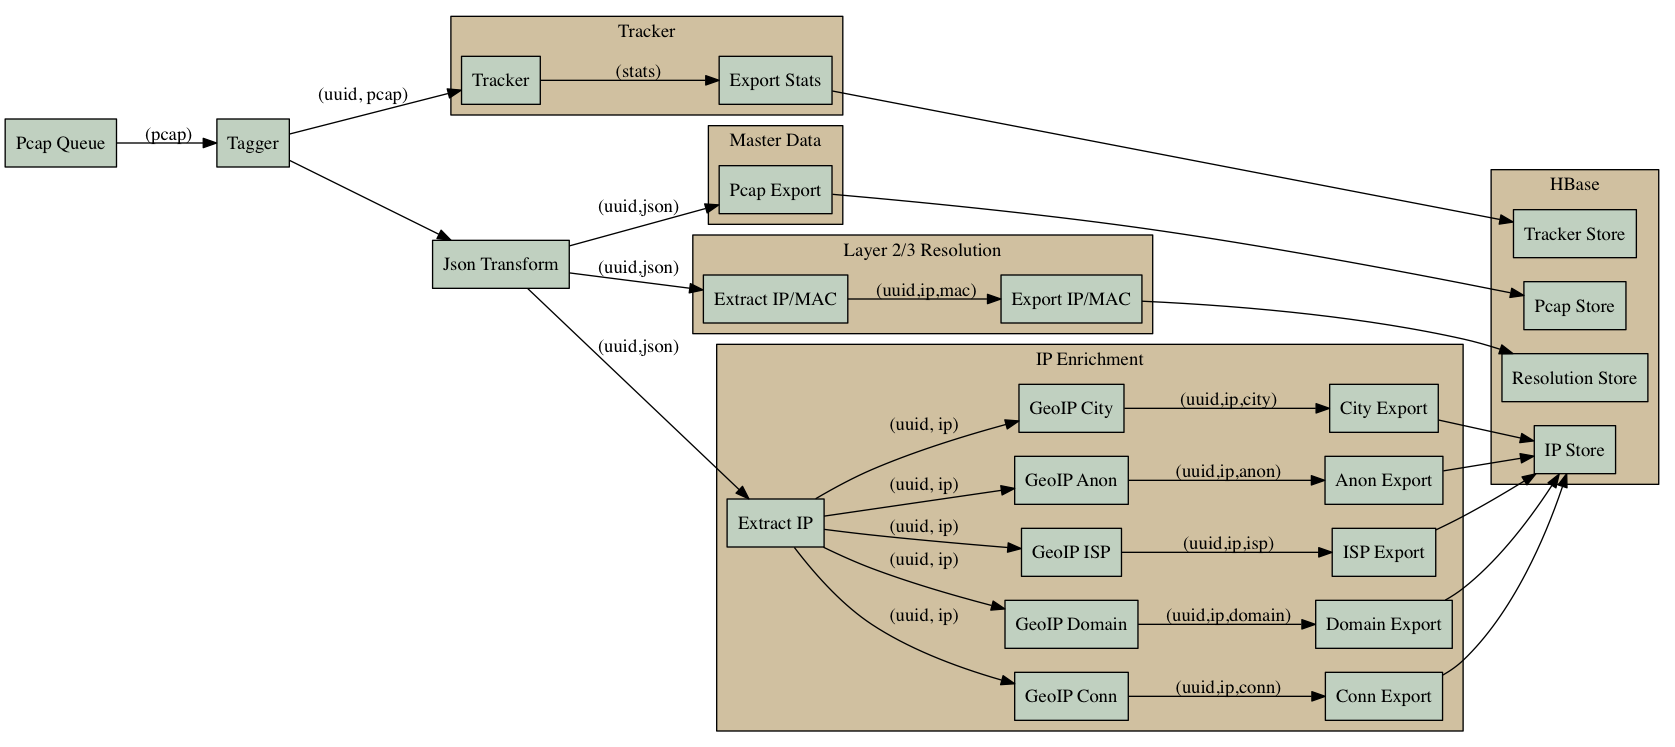 Pcap Queue
(pcap)
Tagger
(uuid, pcap)
Tracker
Tracker
(stats)
Export Stats
Json Transform
(uuid,json)
Master Data
Pcap Export
(uuid,json)
Layer 2/3 Resolution
Extract IP/MAC
(uuid,ip,mac)
Export IP/MAC
(uuid,json)
IP Enrichment
Extract IP
(uuid, ip)
GeoIP City
(uuid,ip,city)
City Export
(uuid, ip)
GeoIP Anon
(uuid,ip,anon)
Anon Export
(uuid, ip)
GeoIP ISP
(uuid,ip,isp)
ISP Export
(uuid, ip)
GeoIP Domain
(uuid,ip,domain)
Domain Export
(uuid, ip)
GeoIP Conn
(uuid,ip,conn)
Conn Export
HBase
Tracker Store
Pcap Store
Resolution Store
IP Store